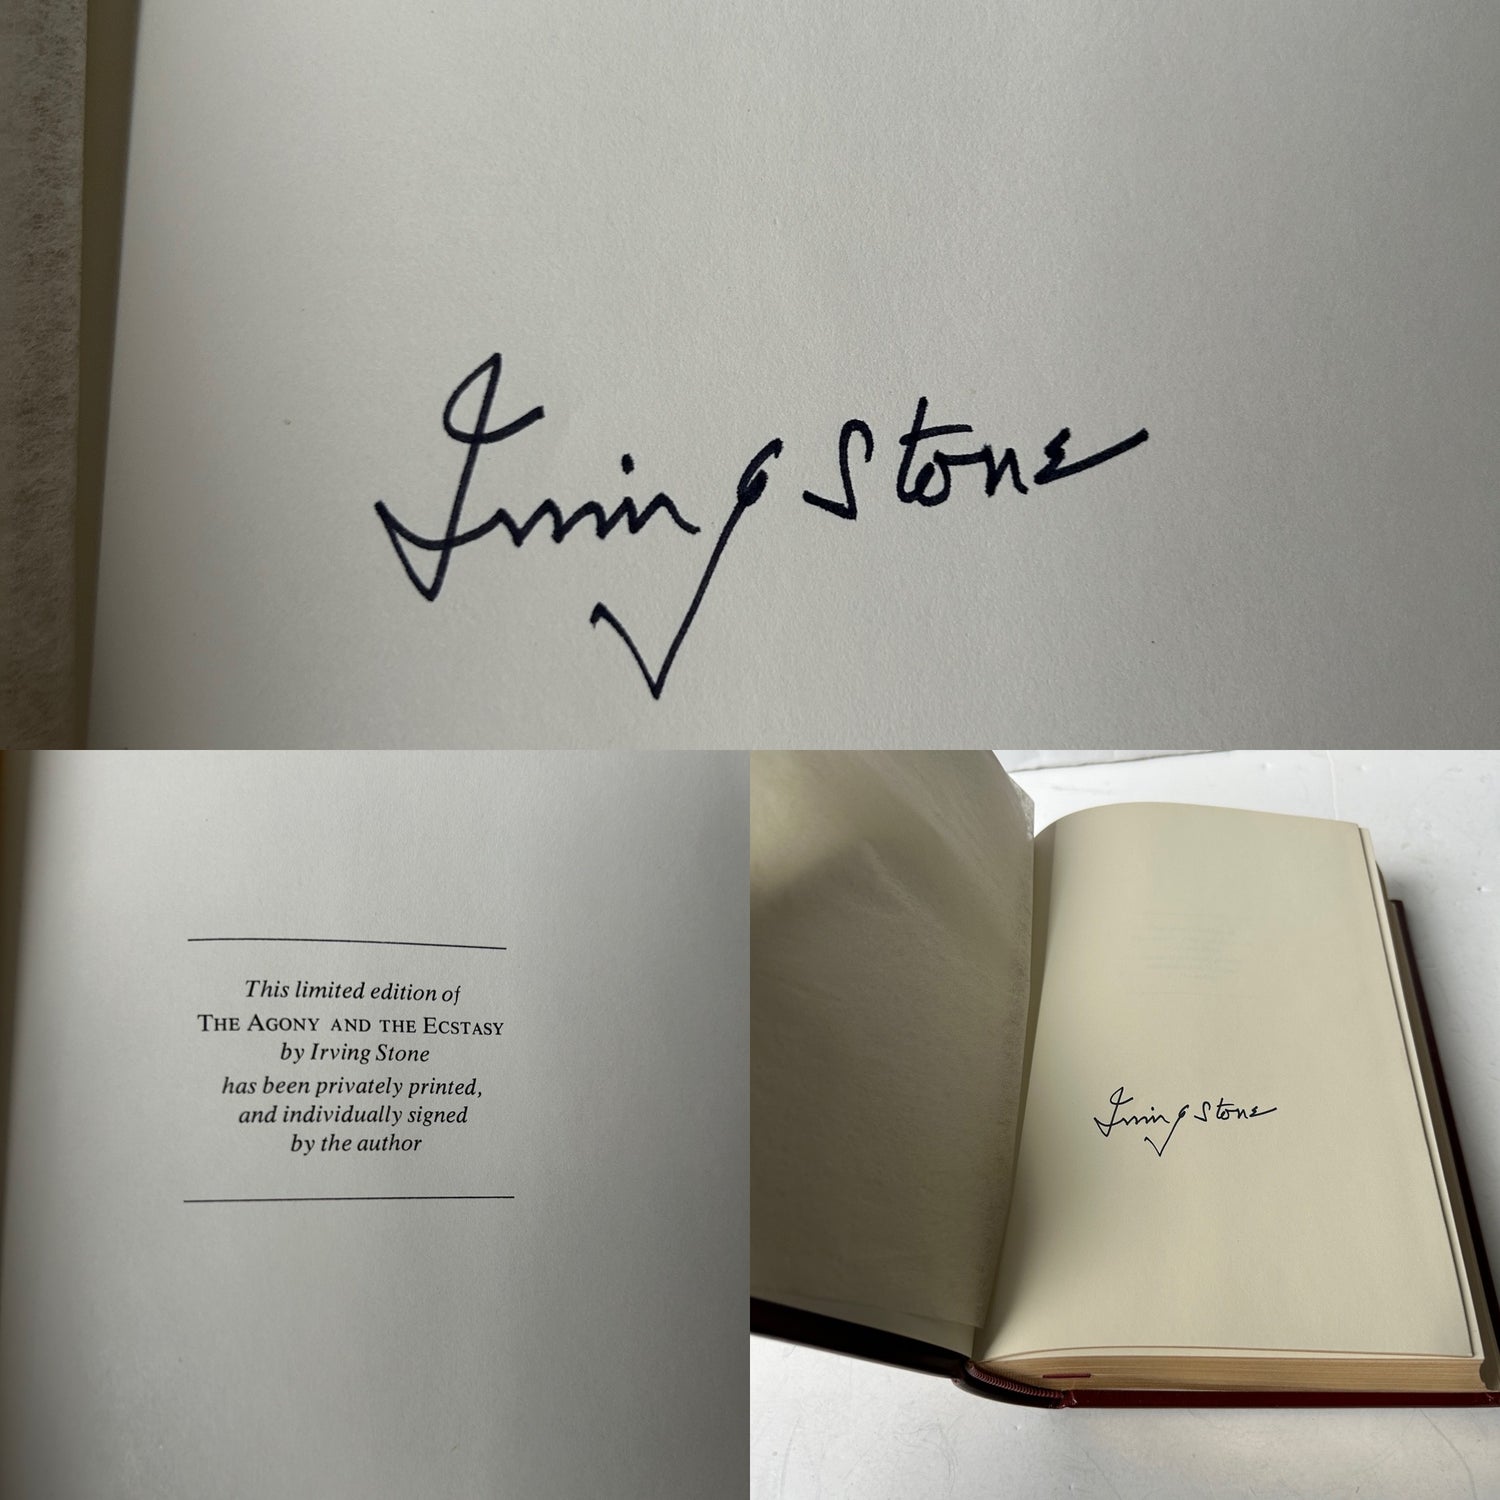 Irving Stone
This limited edition of
THE AGONY AND THE ECSTASY
by Irving Stone
has been privately printed,
and individually signed
by the author
Irving Stone